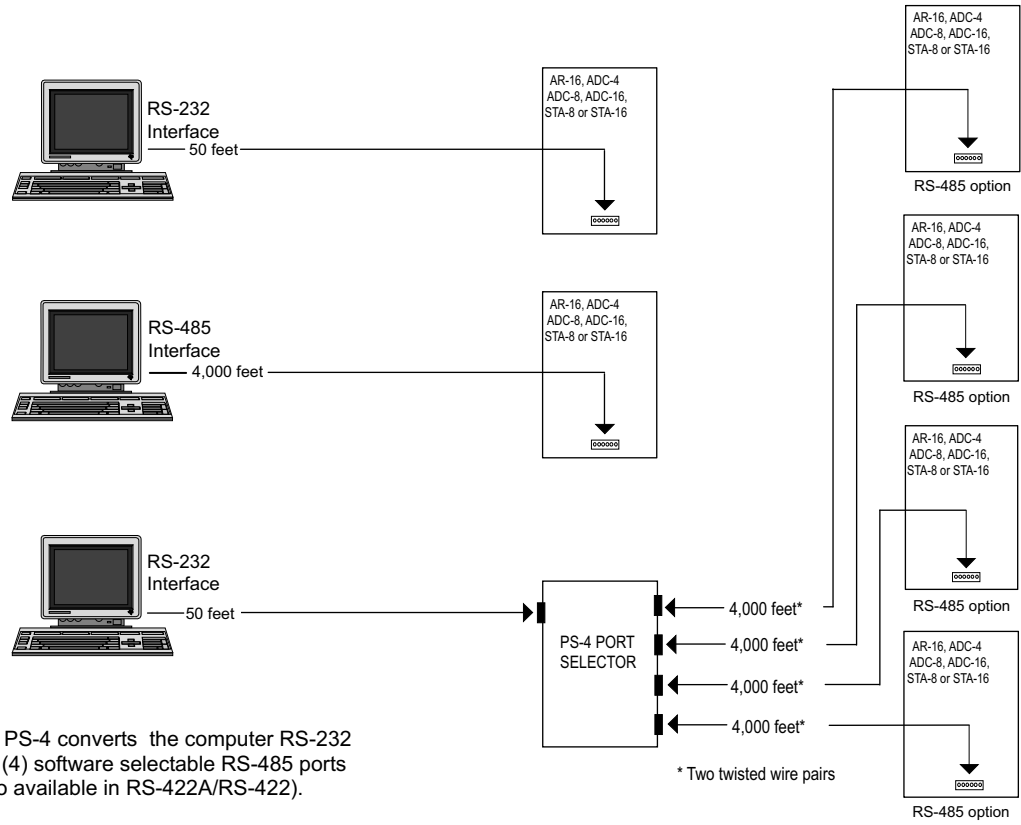 RS-232
Interface
50 feet
AR-16, ADC-4
ADC-8, ADC-16,
STA-8 or STA-16
RS-485
Interface
4,000 feet
AR-16, ADC-4
ADC-8, ADC-16,
STA-8 or STA-16
RS-232
Interface
50 feet
PS-4 PORT
SELECTOR
4,000 feet*
4,000 feet*
4,000 feet*
4,000 feet*
* Two twisted wire pairs
AR-16, ADC-4
ADC-8, ADC-16,
STA-8 or STA-16
RS-485 option
AR-16, ADC-4
ADC-8, ADC-16,
STA-8 or STA-16
RS-485 option
AR-16, ADC-4
ADC-8, ADC-16,
STA-8 or STA-16
RS-485 option
AR-16, ADC-4
ADC-8, ADC-16,
STA-8 or STA-16
RS-485 option
PS-4 converts the computer RS-232
(4) software selectable RS-485 ports
available in RS-422A/RS-422).